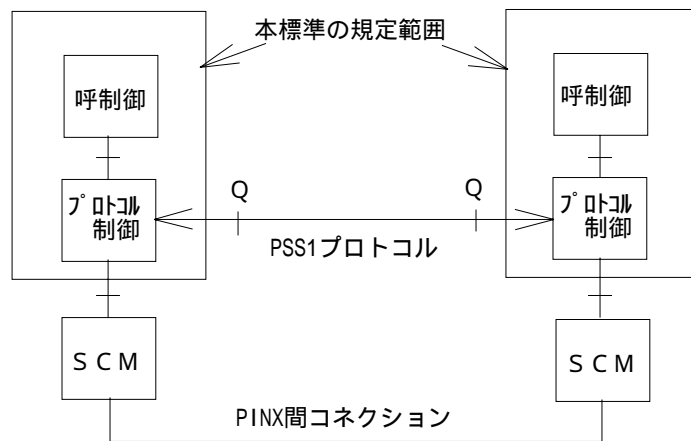 本標準の規定範囲
呼制御
呼制御
Q
Q
プロトコル
制御
プロトコル
制御
PSS1プロトコル
ＳＣＭ
ＳＣＭ
PINX間コネクション